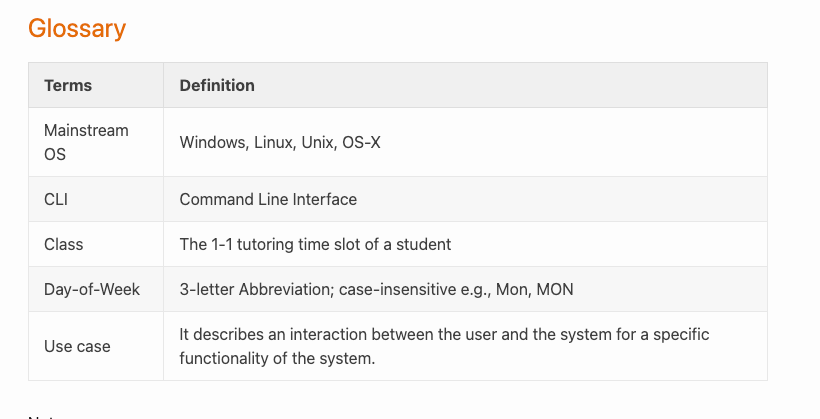 Glossary
Terms
Definition
Mainstream
OS
Windows, Linux, Unix, OS-X
CLI
Command Line Interface
Class
The 1-1 tutoring time slot of a student
Day-of-Week
3-letter Abbreviation; case-insensitive e.g., Mon, MON
Use case
It describes an interaction between the user and the system for a specific
functionality of the system.